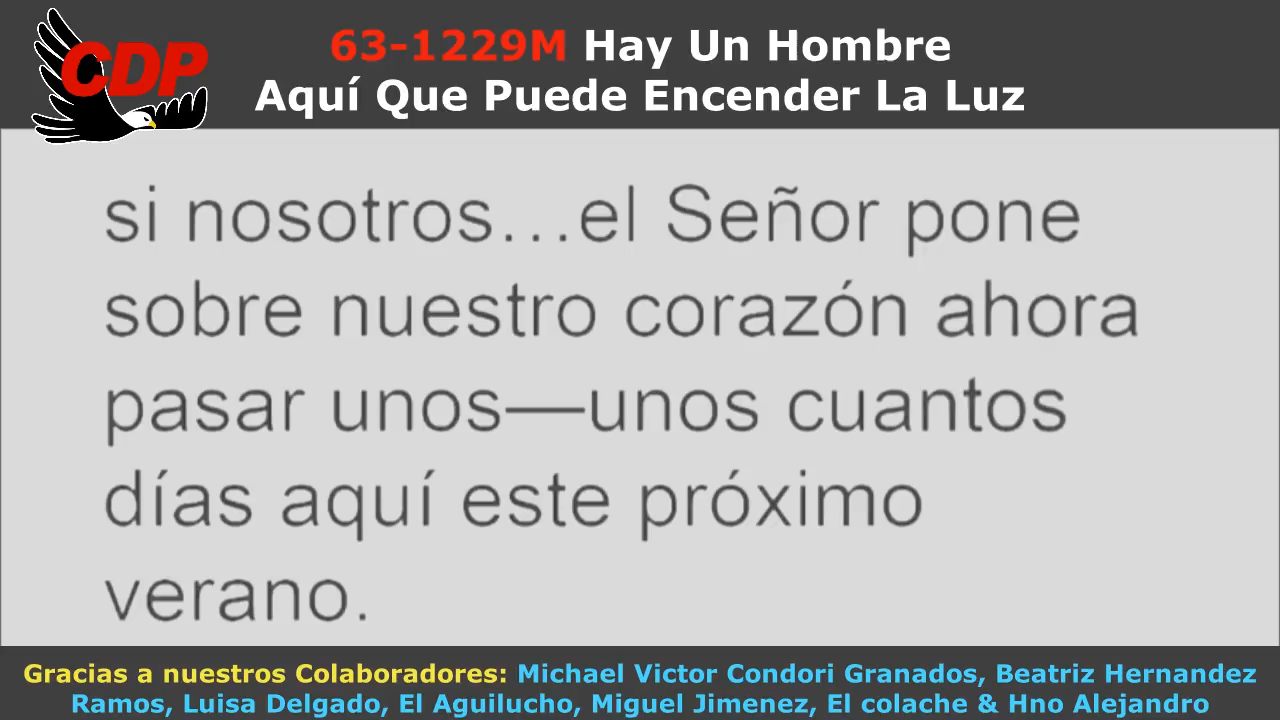 CDP
63-1229M Hay Un Hombre
Aquí Que Puede Encender La Luz
si nosotros…el Señor pone
sobre nuestro corazón ahora
pasar unos—unos cuantos
días aquí este próximo
verano.
Gracias a nuestros Colaboradores: Michael Victor Condori Granados, Beatriz Hernandez
Ramos, Luisa Delgado, El Aguilucho, Miguel Jimenez, El colache & Hno Alejandro